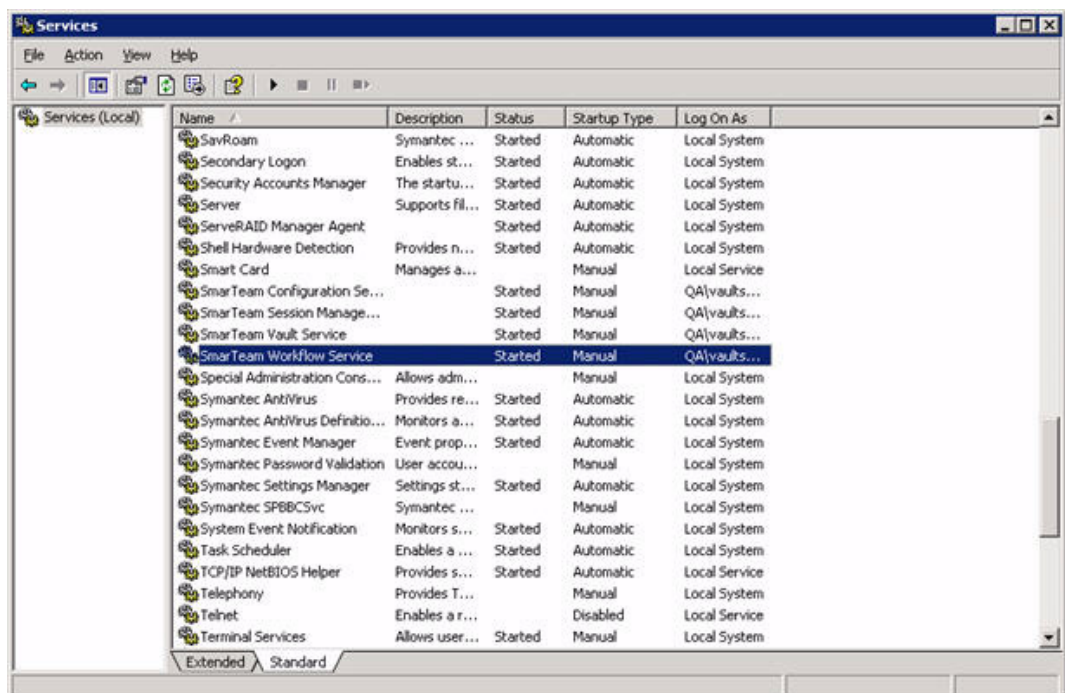 Services
File Action View Help
Services (Local)
Name Description Status Startup Type Log On As
SavRoam Symantec ... Started Automatic Local System
Secondary Logon Enables st... Started Automatic Local System
Security Accounts Manager The startu... Started Automatic Local System
Server Supports fil... Started Automatic Local System
ServeRAID Manager Agent Started Automatic Local System
Shell Hardware Detection Provides n... Started Automatic Local System
Smart Card Manages a... Manual Local Service
SmarTeam Configuration Se... Started Manual QA\vaults...
SmarTeam Session Manage... Started Manual QA\vaults...
SmarTeam Vault Service Started Manual QA\vaults...
SmarTeam Workflow Service Started Manual QA\vaults...
Special Administration Cons... Allows adm... Manual Local System
Symantec AntiVirus Provides re... Started Automatic Local System
Symantec AntiVirus Definitio... Monitors a... Started Automatic Local System
Symantec Event Manager Event prop... Started Automatic Local System
Symantec Password Validation User accou... Manual Local System
Symantec Settings Manager Settings st... Started Automatic Local System
Symantec SPBBCSvc Symantec ... Manual Local System
System Event Notification Monitors s... Started Automatic Local System
Task Scheduler Enables a ... Started Automatic Local System
TCP/IP NetBIOS Helper Provides s... Started Automatic Local Service
Telephony Provides T... Manual Local System
Telnet Enables a r... Disabled Local Service
Terminal Services Allows user... Started Manual Local System
Extended Standard